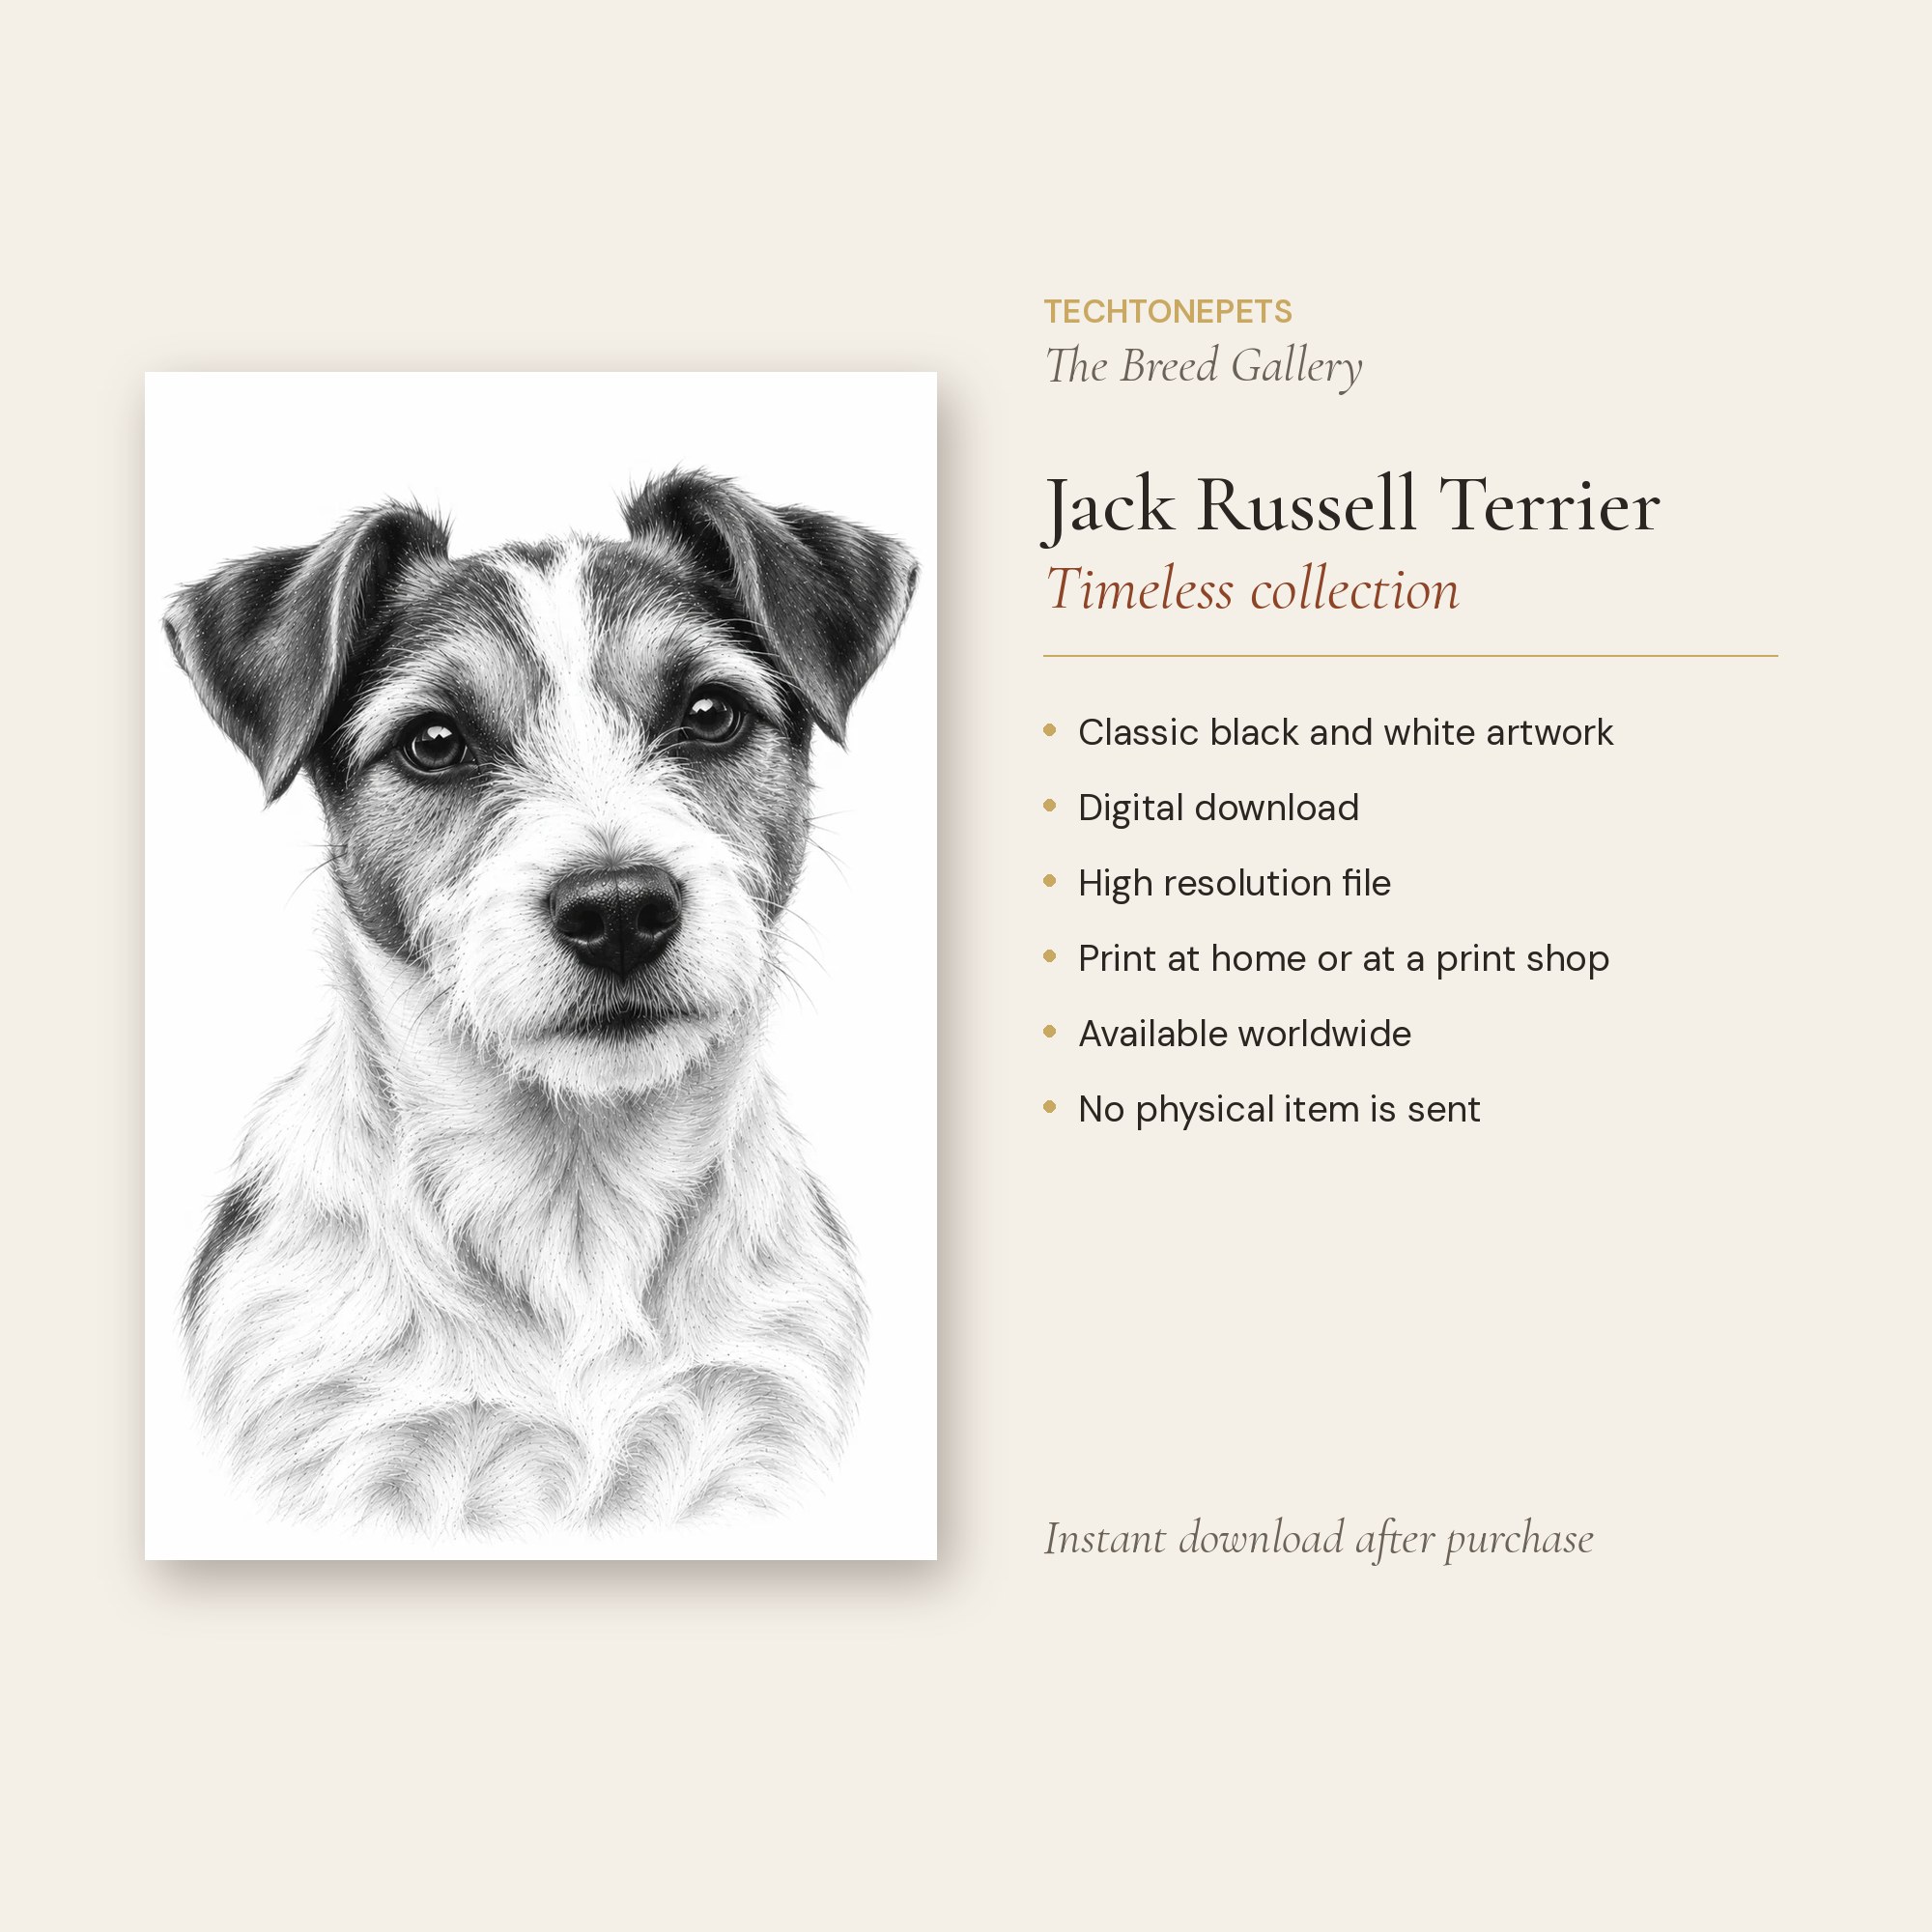 TECHTONEPETS
The Breed Gallery
Jack Russell Terrier
Timeless collection
Classic black and white artwork
Digital download
High resolution file
Print at home or at a print shop
Available worldwide
No physical item is sent
Instant download after purchase